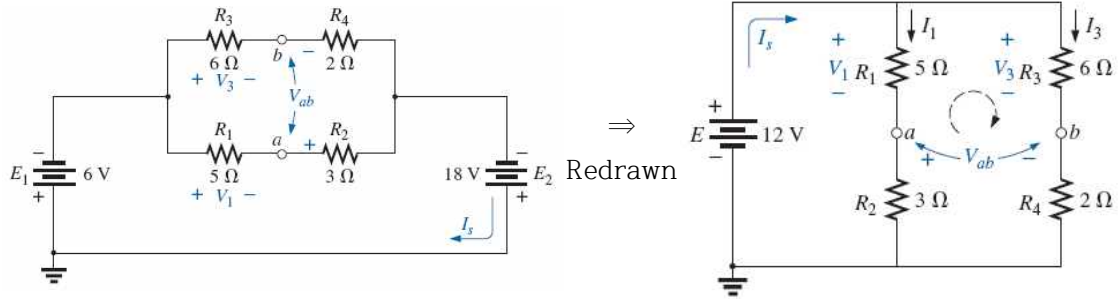 R3
6 Ω
+ V3 −
b
−
R4
2 Ω
Vab
R1
5 Ω
+ V1 −
a
+
R2
3 Ω
E1
−
+
6 V
18 V
−
+
E2
Is
⇒
Redrawn
Is
E
+
−
12 V
I1
+
V1
−
R1
5 Ω
I3
+
V3
−
R3
6 Ω
a
b
+ Vab −
R2
3 Ω
R4
2 Ω